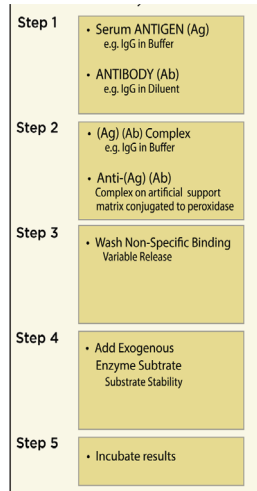 Step 1
• Serum ANTIGEN (Ag)
e.g. IgG in Buffer
• ANTIBODY (Ab)
e.g. IgG in Diluent
Step 2
• (Ag) (Ab) Complex
e.g. IgG in Buffer
• Anti-(Ag) (Ab)
Complex on artificial support
matrix conjugated to peroxidase
Step 3
• Wash Non-Specific Binding
Variable Release
Step 4
• Add Exogenous
Enzyme Subtrate
Substrate Stability
Step 5
• Incubate results